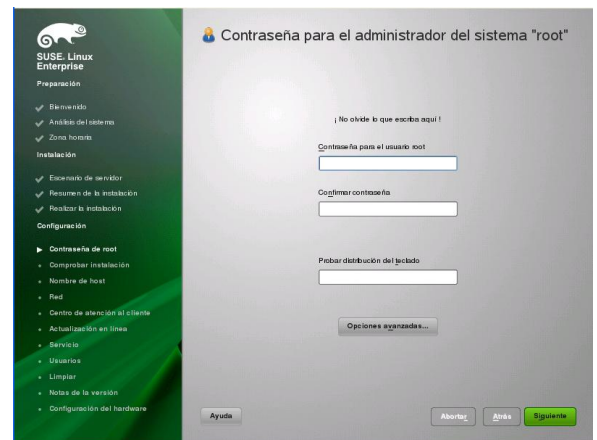 SUSE. Linux
Enterprise
Preparación
Bienvenido
Análisis del sistema
Zona horaria
Instalación
Escenario de servidor
Resumen de la instalación
Realizar la instalación
Configuración
Contraseña de root
Comprobar instalación
Nombre de host
Red
Centro de atención al cliente
Actualización en línea
Servicio
Usuarios
Limpiar
Notas de la versión
Configuración del hardware
Contraseña para el administrador del sistema "root"
¡ No olvide lo que escriba aquí !
Contraseña para el usuario root
Confirmar contraseña
Probar distribución del teclado
Opciones avanzadas...
Ayuda
Abortar
Atrás
Siguiente